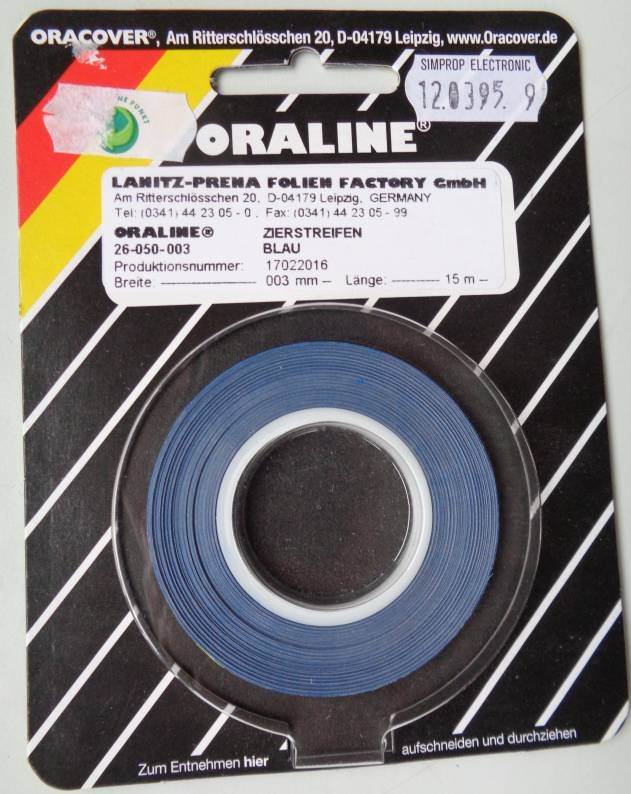 ORACOVER®, Am Ritterschlösschen 20, D-04179 Leipzig, www.Oracover.de
SIMPROP ELECTRONIC
12.0395. 9
PUNKT
ORALINE®
LANITZ-PRENA FOLIEN FACTORY GmbH
Am Ritterschlösschen 20, D-04179 Leipzig, GERMANY
Tel: (0341) 44 23 05 - 0, Fax: (0341) 44 23 05 - 99
ORALINE® ZIERSTREIFEN
26-050-003 BLAU
Produktionsnummer: 17022016
Breite: 003 mm – Länge: 15 m –
Zum Entnehmen hier aufschneiden und durchziehen